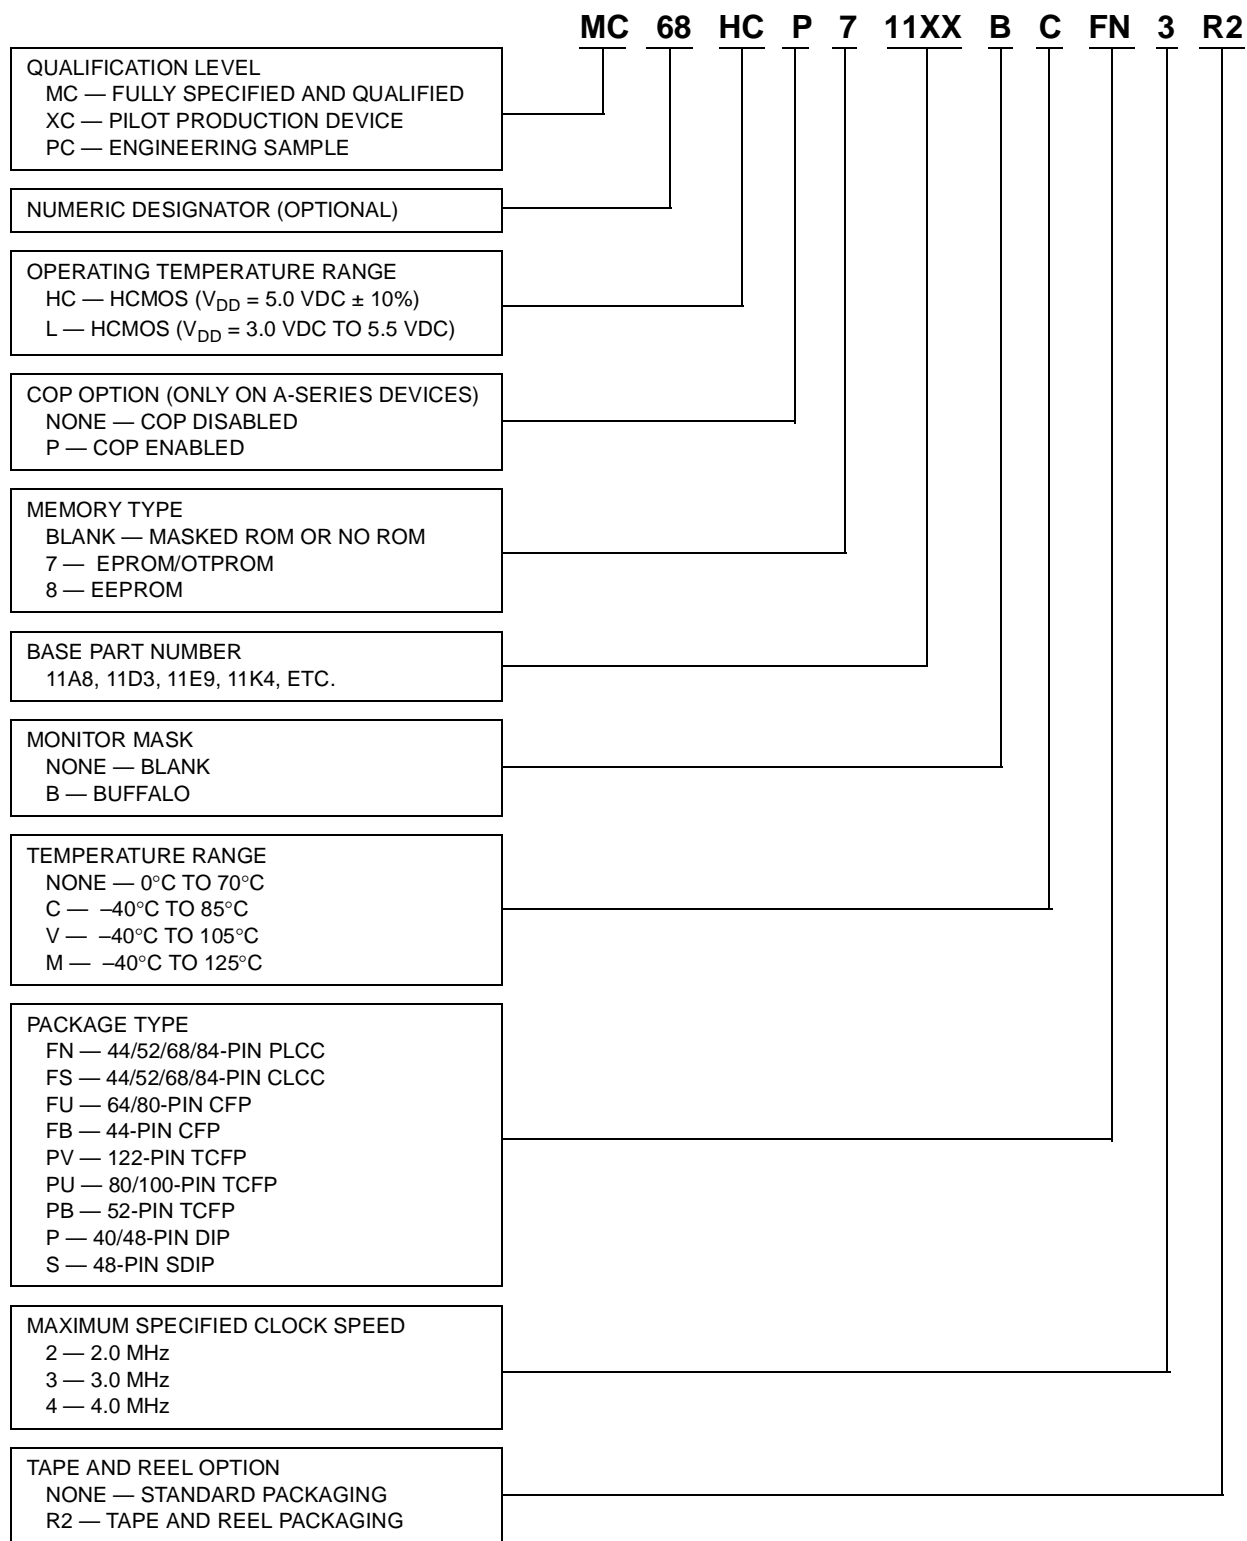 MC 68 HC P 7 11XX B C FN 3 R2
QUALIFICATION LEVEL
MC — FULLY SPECIFIED AND QUALIFIED
XC — PILOT PRODUCTION DEVICE
PC — ENGINEERING SAMPLE
NUMERIC DESIGNATOR (OPTIONAL)
OPERATING TEMPERATURE RANGE
HC — HCMOS (VDD = 5.0 VDC ± 10%)
L — HCMOS (VDD = 3.0 VDC TO 5.5 VDC)
COP OPTION (ONLY ON A-SERIES DEVICES)
NONE — COP DISABLED
P — COP ENABLED
MEMORY TYPE
BLANK — MASKED ROM OR NO ROM
7 — EPROM/OTPROM
8 — EEPROM
BASE PART NUMBER
11A8, 11D3, 11E9, 11K4, ETC.
MONITOR MASK
NONE — BLANK
B — BUFFALO
TEMPERATURE RANGE
NONE — 0°C TO 70°C
C — –40°C TO 85°C
V — –40°C TO 105°C
M — –40°C TO 125°C
PACKAGE TYPE
FN — 44/52/68/84-PIN PLCC
FS — 44/52/68/84-PIN CLCC
FU — 64/80-PIN CFP
FB — 44-PIN CFP
PV — 122-PIN TCFP
PU — 80/100-PIN TCFP
PB — 52-PIN TCFP
P — 40/48-PIN DIP
S — 48-PIN SDIP
MAXIMUM SPECIFIED CLOCK SPEED
2 — 2.0 MHz
3 — 3.0 MHz
4 — 4.0 MHz
TAPE AND REEL OPTION
NONE — STANDARD PACKAGING
R2 — TAPE AND REEL PACKAGING